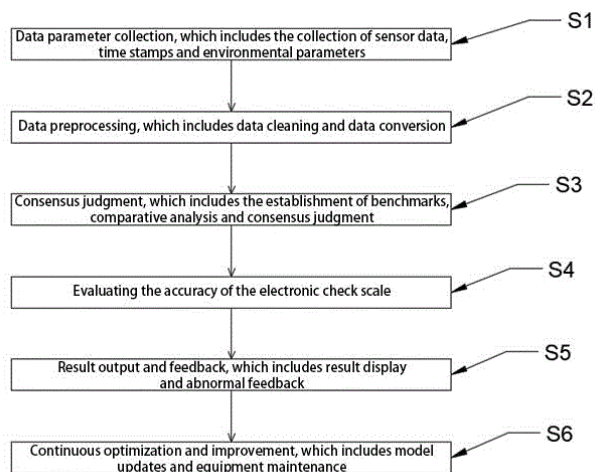 S1
Data parameter collection, which includes the collection of sensor data,
time stamps and environmental parameters
S2
Data preprocessing, which includes data cleaning and data conversion
S3
Consensus judgment, which includes the establishment of benchmarks,
comparative analysis and consensus judgment
S4
Evaluating the accuracy of the electronic check scale
S5
Result output and feedback, which includes result display
and abnormal feedback
S6
Continuous optimization and improvement, which includes model
updates and equipment maintenance